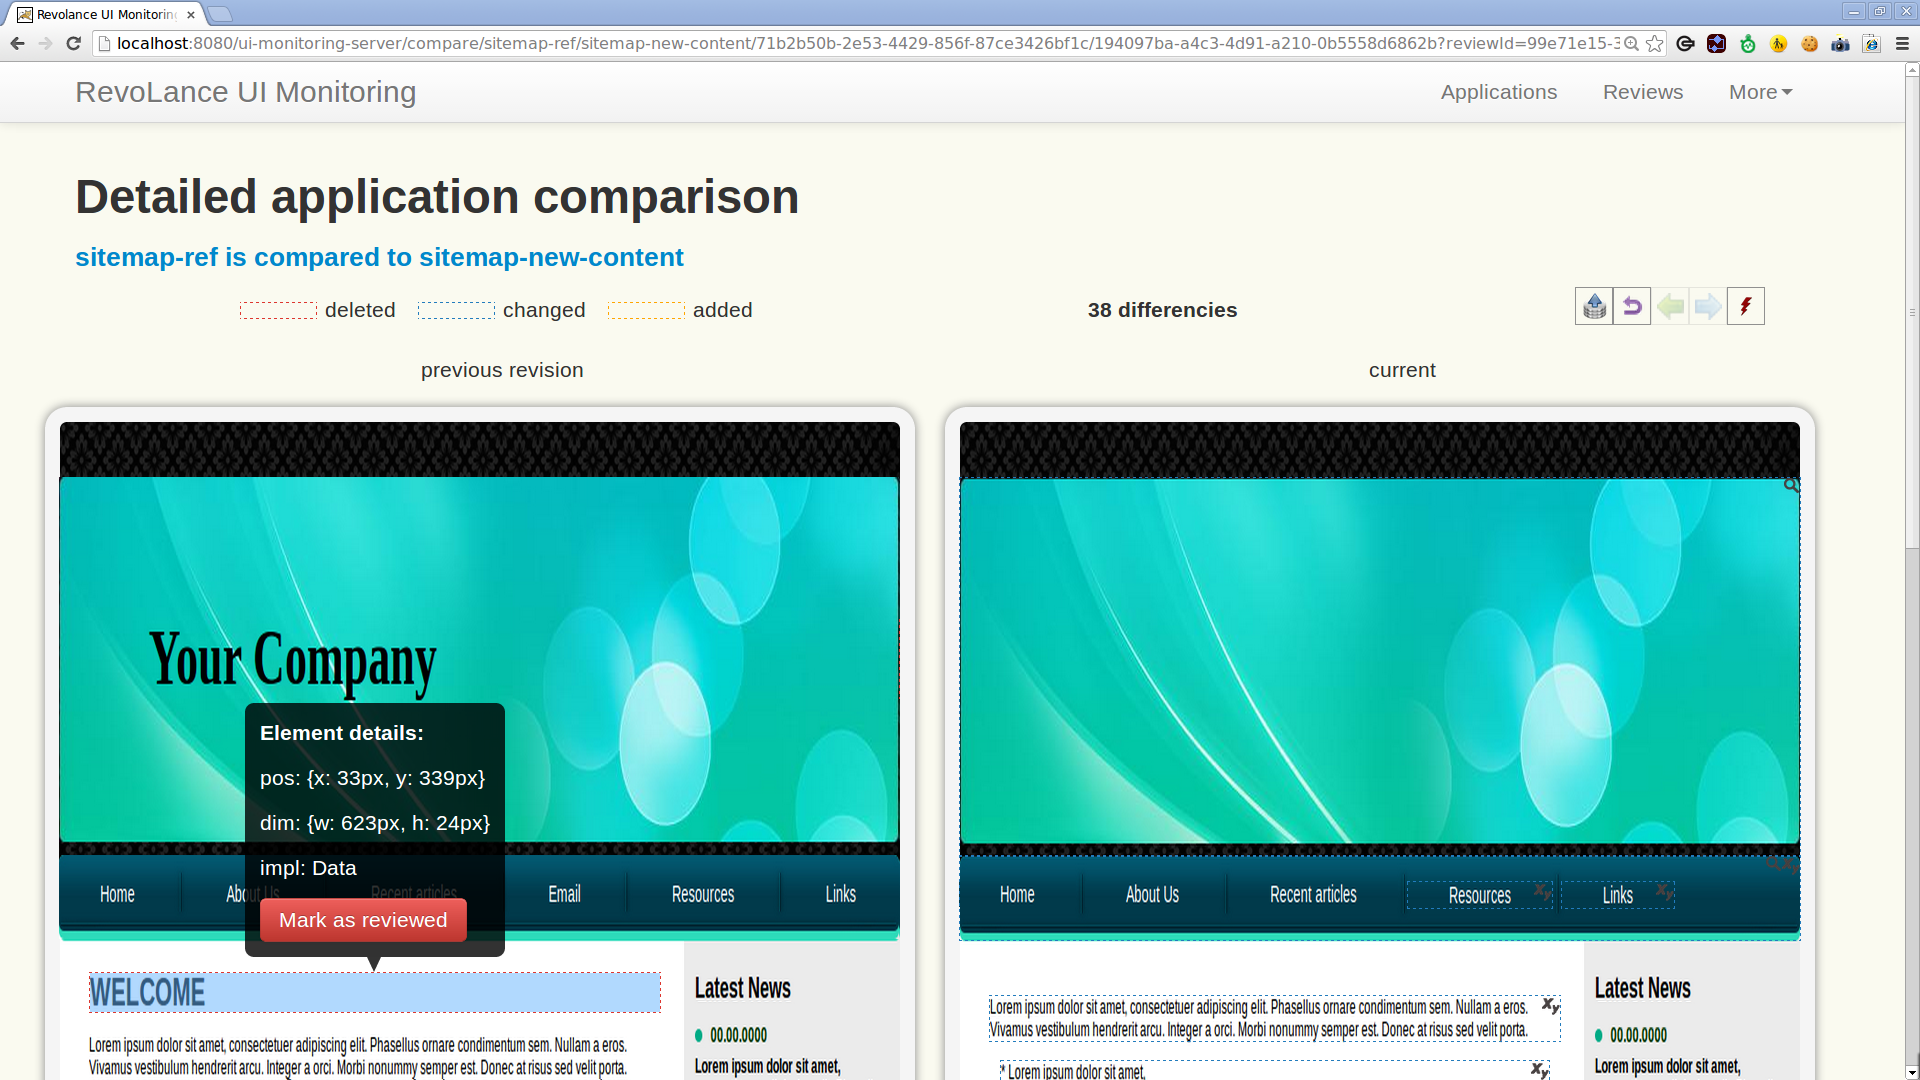 Revolance UI Monitoring
localhost:8080/ui-monitoring-server/compare/sitemap-ref/sitemap-new-content/71b2b50b-2e53-4429-856f-87ce3426bf1c/194097ba-a4c3-4d91-a210-0b5558d6862b?reviewId=99e71e15-3
RevoLance UI Monitoring
Applications
Reviews
More
Detailed application comparison
sitemap-ref is compared to sitemap-new-content
deleted
changed
added
38 differencies
previous revision
current
Your Company
Element details:
pos: {x: 33px, y: 339px}
dim: {w: 623px, h: 24px}
impl: Data
Mark as reviewed
Home
About Us
Recent articles
Email
Resources
Links
WELCOME
Lorem ipsum dolor sit amet, consectetuer adipiscing elit. Phasellus ornare condimentum sem. Nullam a eros.
Vivamus vestibulum hendrerit arcu. Integer a orci. Morbi nonummy semper est. Donec at risus sed velit porta.
Latest News
00.00.0000
Lorem ipsum dolor sit amet,
Home
About Us
Recent articles
Resources
xy
Links
xy
Lorem ipsum dolor sit amet, consectetuer adipiscing elit. Phasellus ornare condimentum sem. Nullam a eros.
xy
Vivamus vestibulum hendrerit arcu. Integer a orci. Morbi nonummy semper est. Donec at risus sed velit porta.
* Lorem ipsum dolor sit amet,
xy
Latest News
00.00.0000
Lorem ipsum dolor sit amet,